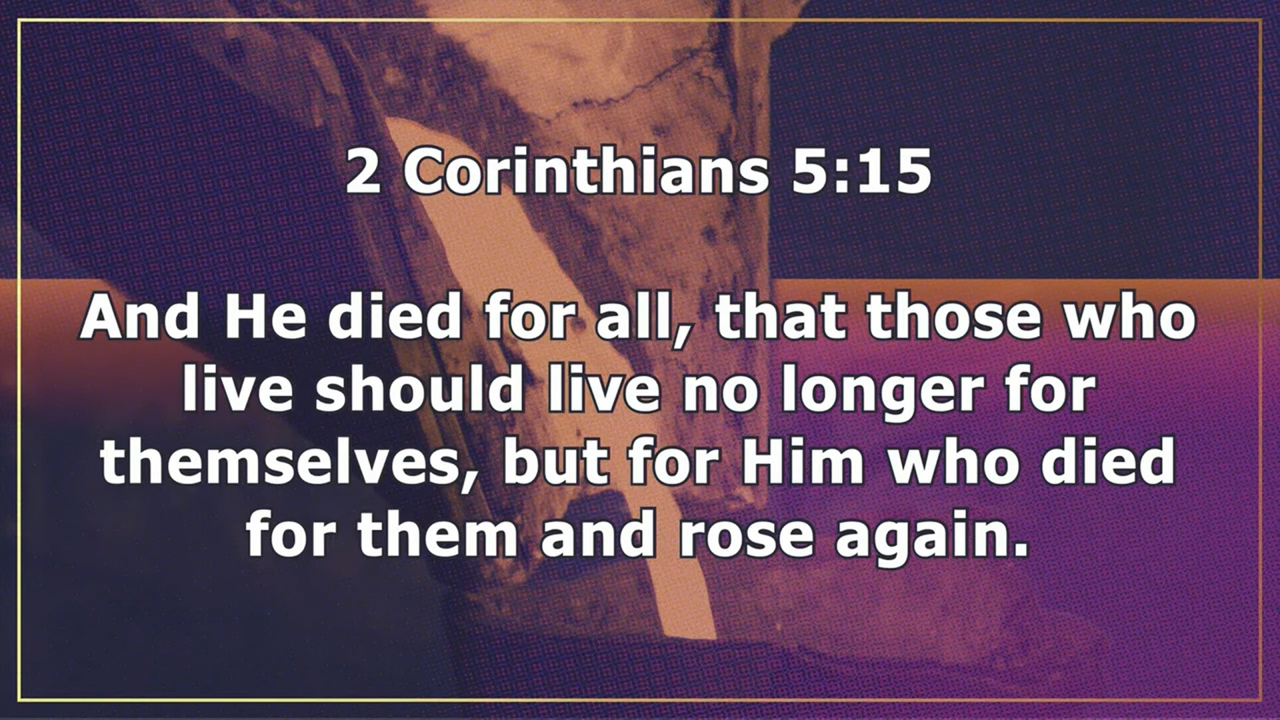 2 Corinthians 5:15
And He died for all, that those who
live should live no longer for
themselves, but for Him who died
for them and rose again.